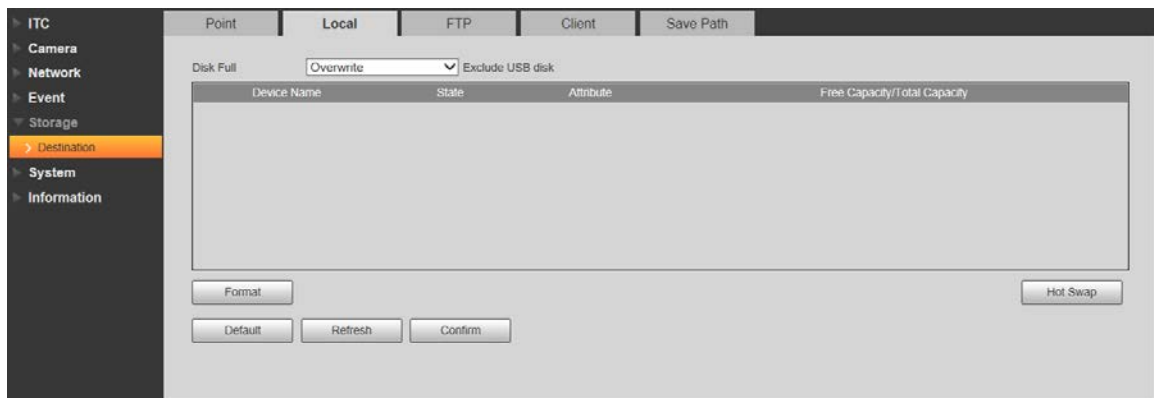 ITC
Camera
Network
Event
Storage
Destination
System
Information
Point Local FTP Client Save Path
Disk Full Overwrite Exclude USB disk
Device Name State Attribute Free Capacity/Total Capacity
Format Hot Swap
Default Refresh Confirm